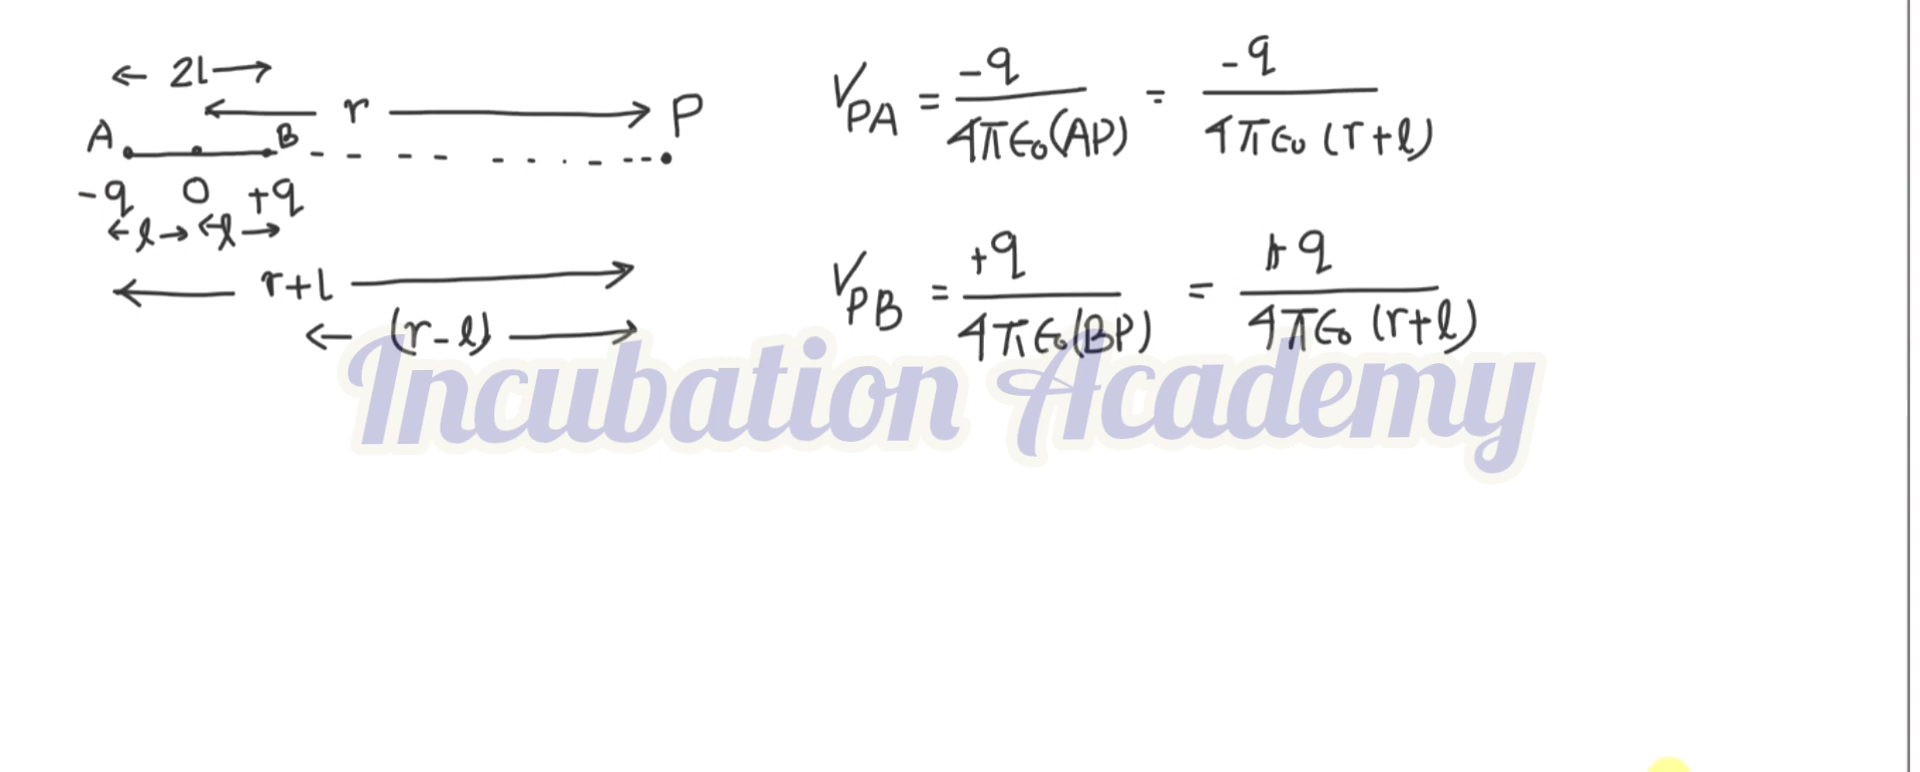 ← 2l →
← r → P
A B
-q O +q
← l → ← l →
← r+l →
← (r-l) →
V_PA = -q / 4πε₀(AP) = -q / 4πε₀(r+l)
V_PB = +q / 4πε₀(BP) = +q / 4πε₀(r+l)
Incubation Academy